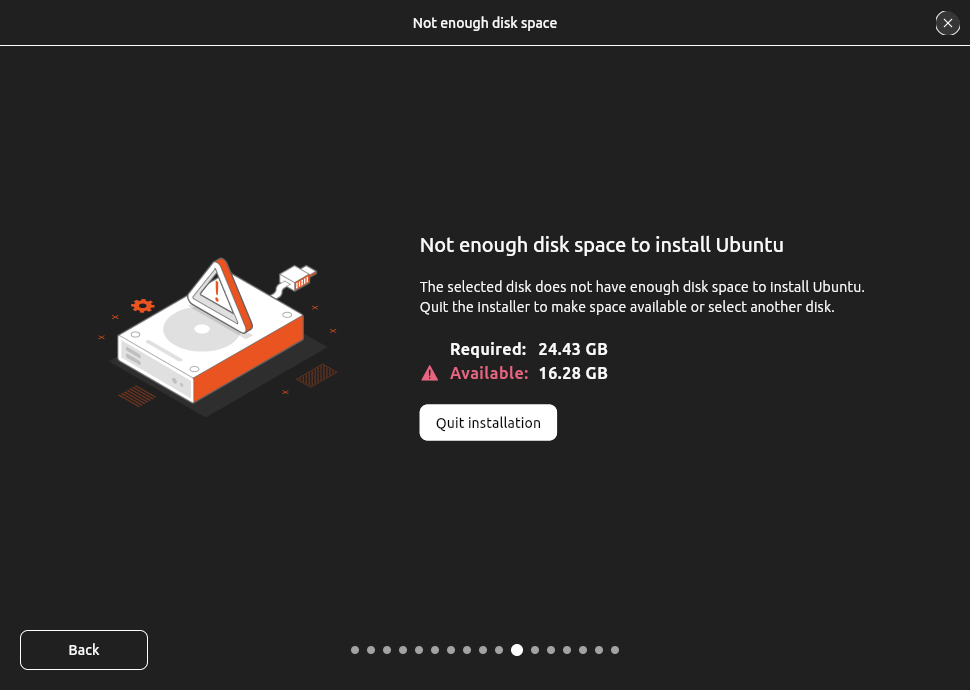 Not enough disk space
Not enough disk space to install Ubuntu
The selected disk does not have enough disk space to install Ubuntu.
Quit the installer to make space available or select another disk.
Required: 24.43 GB
Available: 16.28 GB
Quit installation
Back